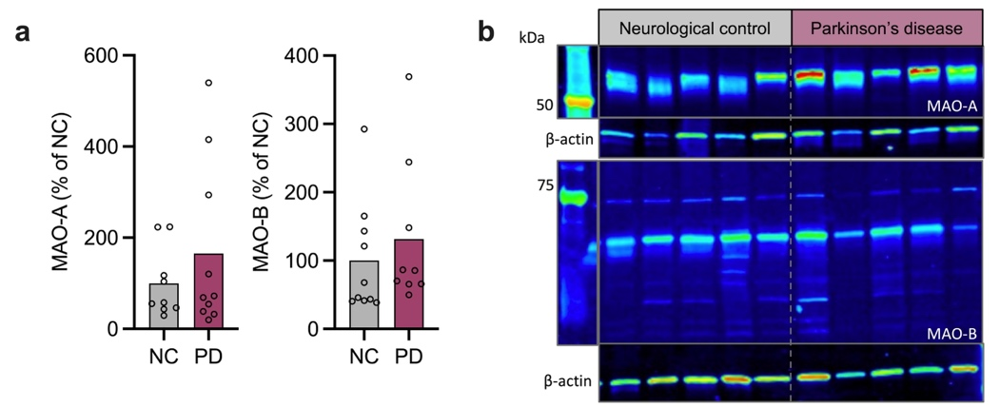 a
MAO-A (% of NC)
600
400
200
0
NC PD
MAO-B (% of NC)
400
300
200
100
0
NC PD
b
kDa
Neurological control
Parkinson's disease
50
MAO-A
β-actin
75
MAO-B
β-actin